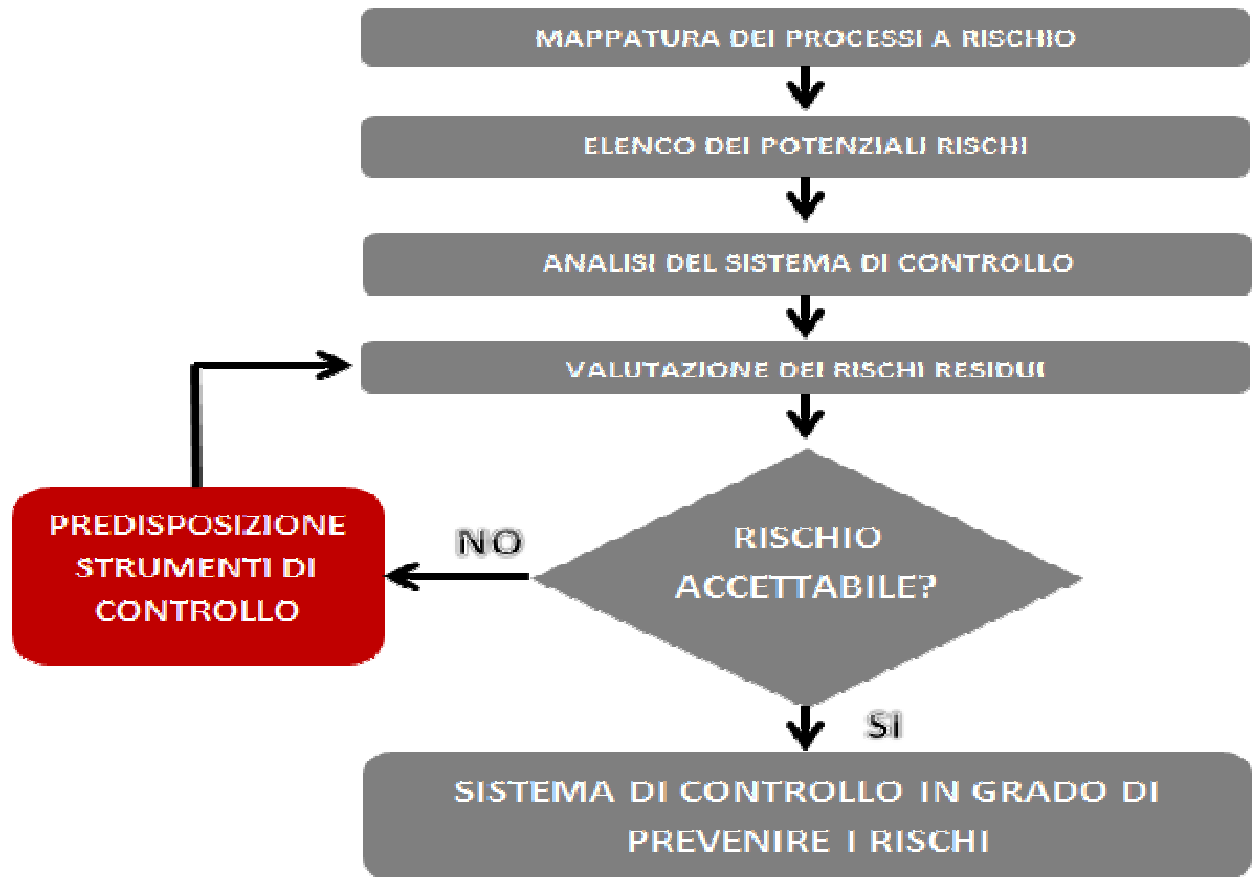 MAPPATURA DEI PROCESSI A RISCHIO
ELENCO DEI POTENZIALI RISCHI
ANALISI DEL SISTEMA DI CONTROLLO
VALUTAZIONE DEI RISCHI RESIDUI
RISCHIO
ACCETTABILE?
NO
PREDISPOSIZIONE
STRUMENTI DI
CONTROLLO
SI
SISTEMA DI CONTROLLO IN GRADO DI
PREVENIRE I RISCHI